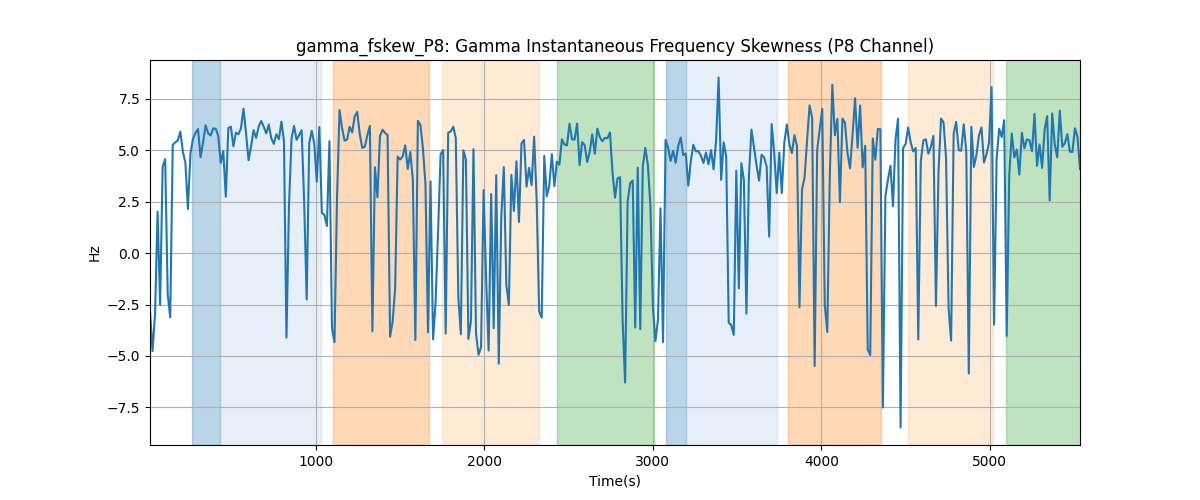 gamma_fskew_P8: Gamma Instantaneous Frequency Skewness (P8 Channel)
7.5
5.0
2.5
0.0
−2.5
−5.0
−7.5
Hz
1000 2000 3000 4000 5000
Time(s)